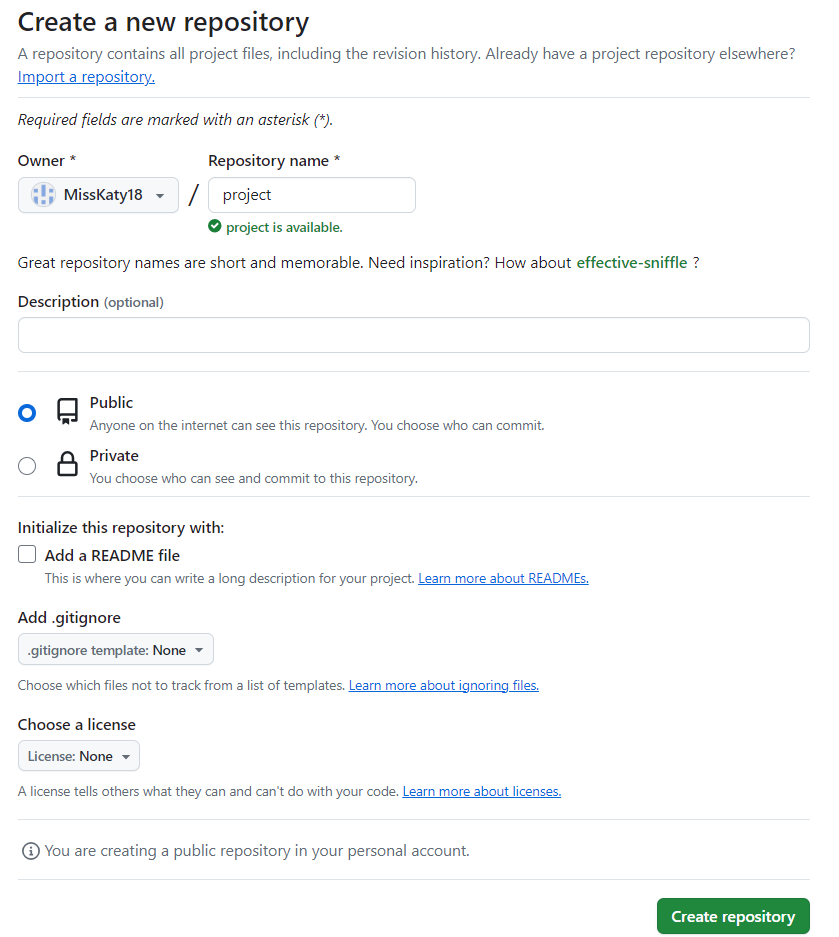 Create a new repository
A repository contains all project files, including the revision history. Already have a project repository elsewhere?
Import a repository.
Required fields are marked with an asterisk (*).
Owner * Repository name *
MissKaty18 / project
project is available.
Great repository names are short and memorable. Need inspiration? How about effective-sniffle ?
Description (optional)
Public
Anyone on the internet can see this repository. You choose who can commit.
Private
You choose who can see and commit to this repository.
Initialize this repository with:
Add a README file
This is where you can write a long description for your project. Learn more about READMEs.
Add .gitignore
.gitignore template: None
Choose which files not to track from a list of templates. Learn more about ignoring files.
Choose a license
License: None
A license tells others what they can and can't do with your code. Learn more about licenses.
You are creating a public repository in your personal account.
Create repository